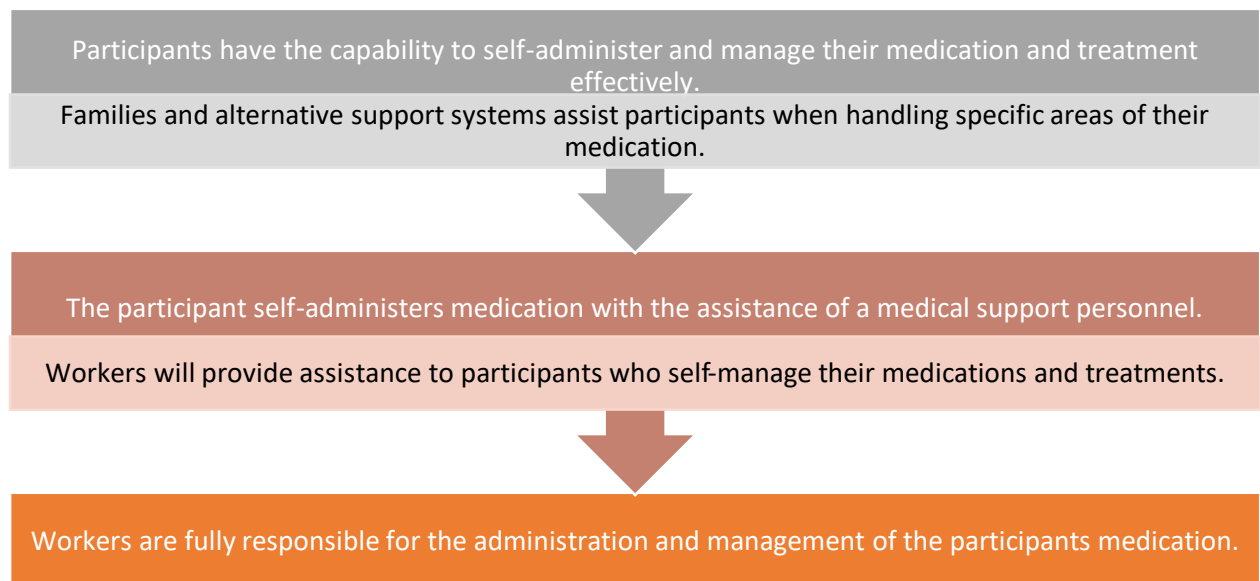 Participants have the capability to self-administer and manage their medication and treatment
effectively.
Families and alternative support systems assist participants when handling specific areas of their
medication.
The participant self-administers medication with the assistance of a medical support personnel.
Workers will provide assistance to participants who self-manage their medications and treatments.
Workers are fully responsible for the administration and management of the participants medication.